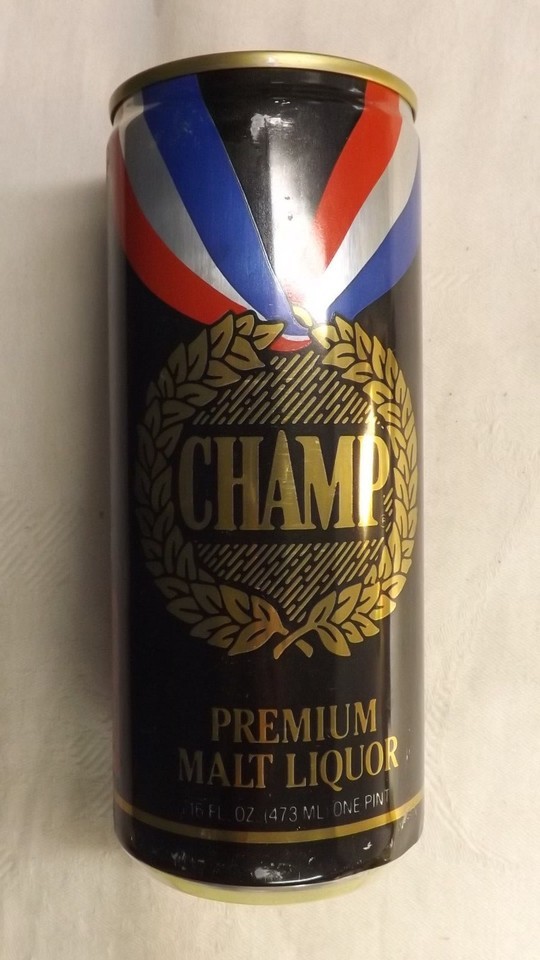 CHAMP
PREMIUM
MALT LIQUOR
16 FL. OZ. (473 ML) ONE PINT